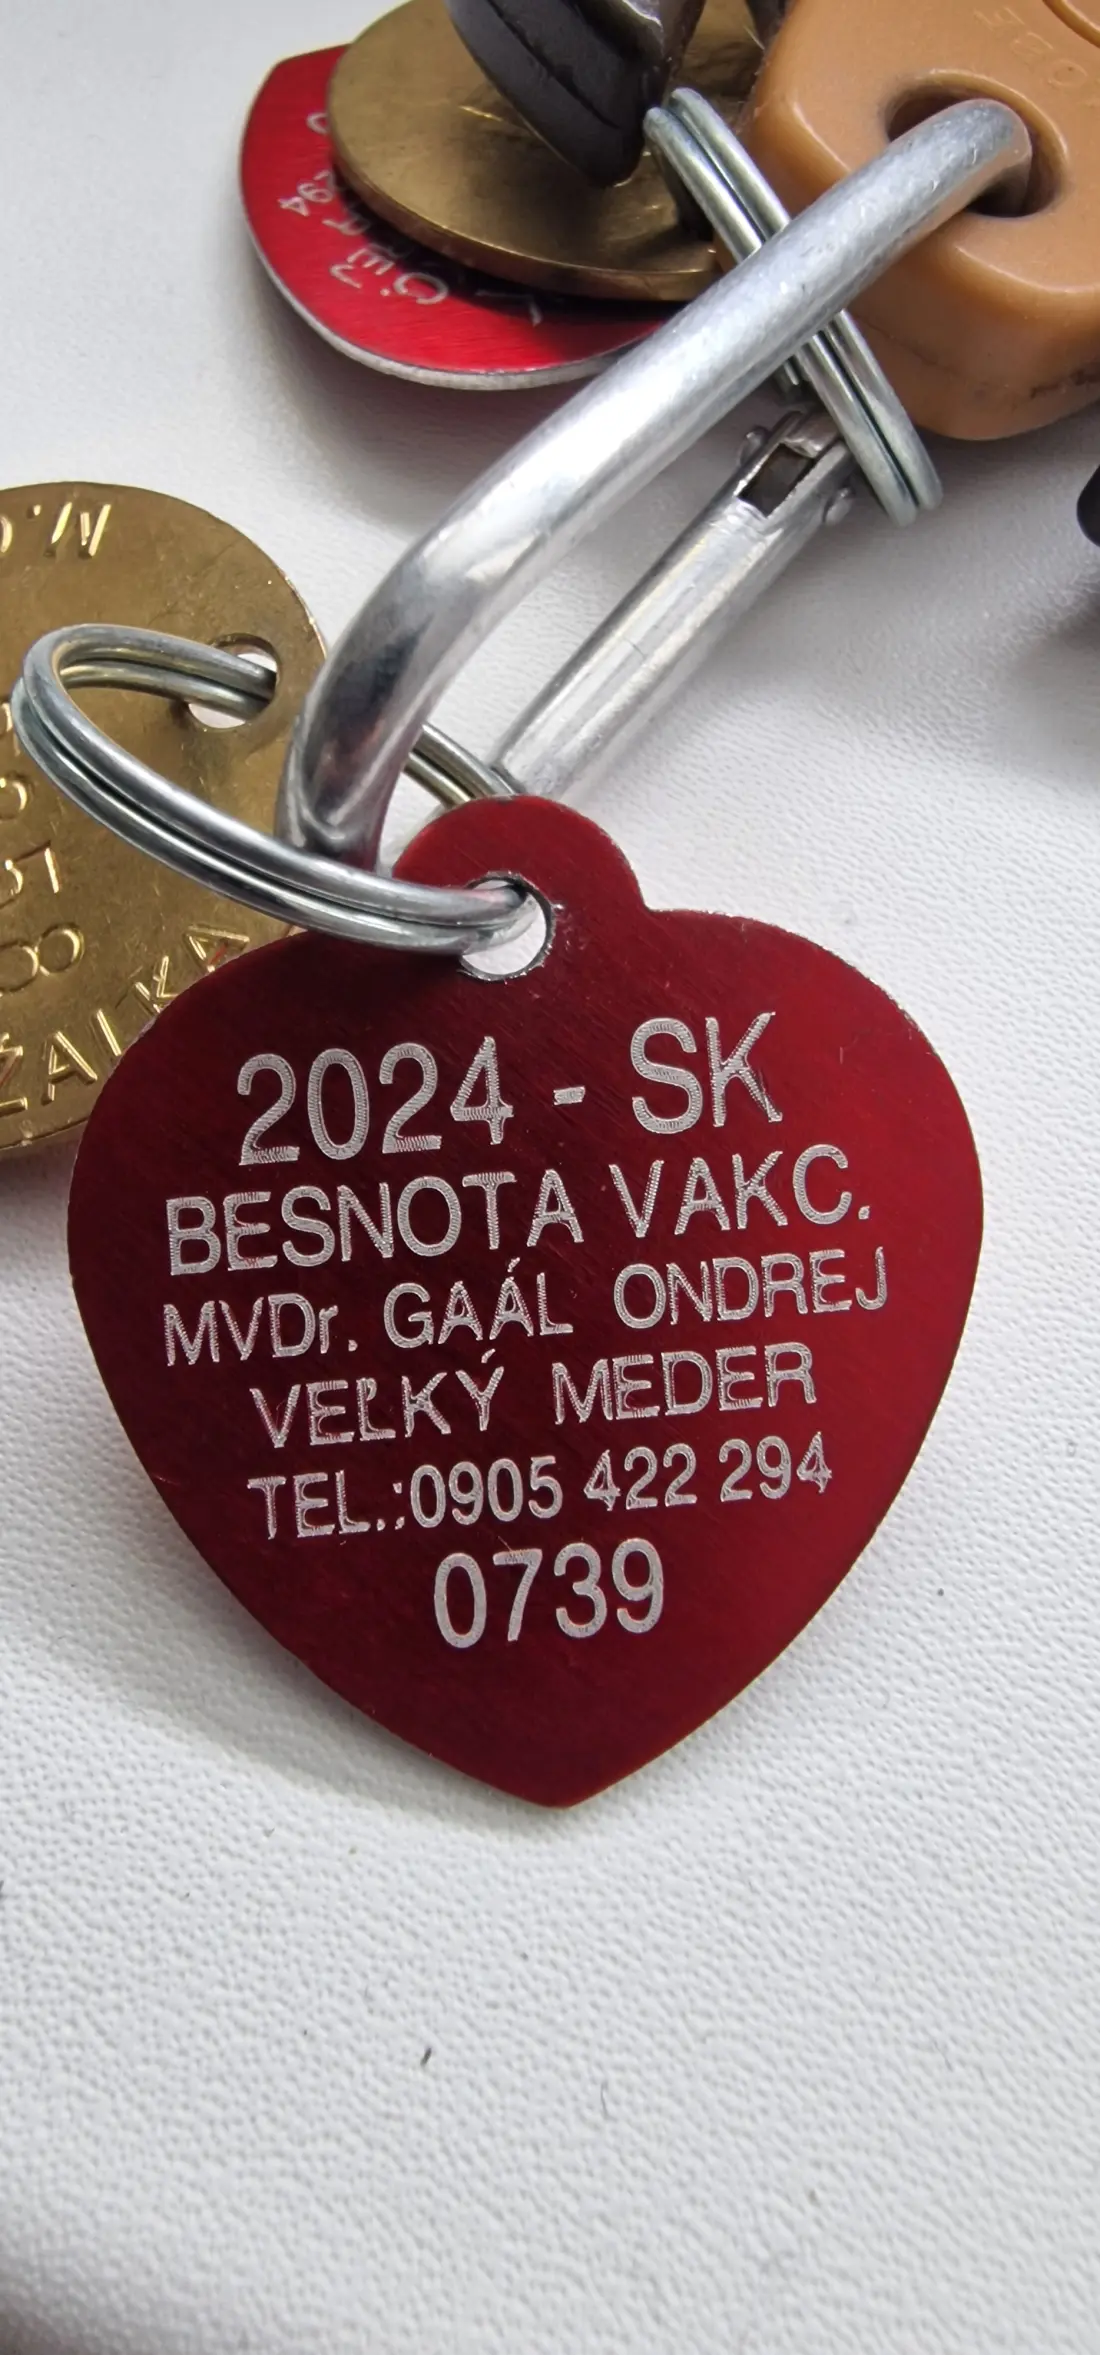 2024 - SK
BESNOTA VAKC.
MVDr. GAÁL ONDREJ
VEĽKÝ MEDER
TEL.:0905 422 294
0739